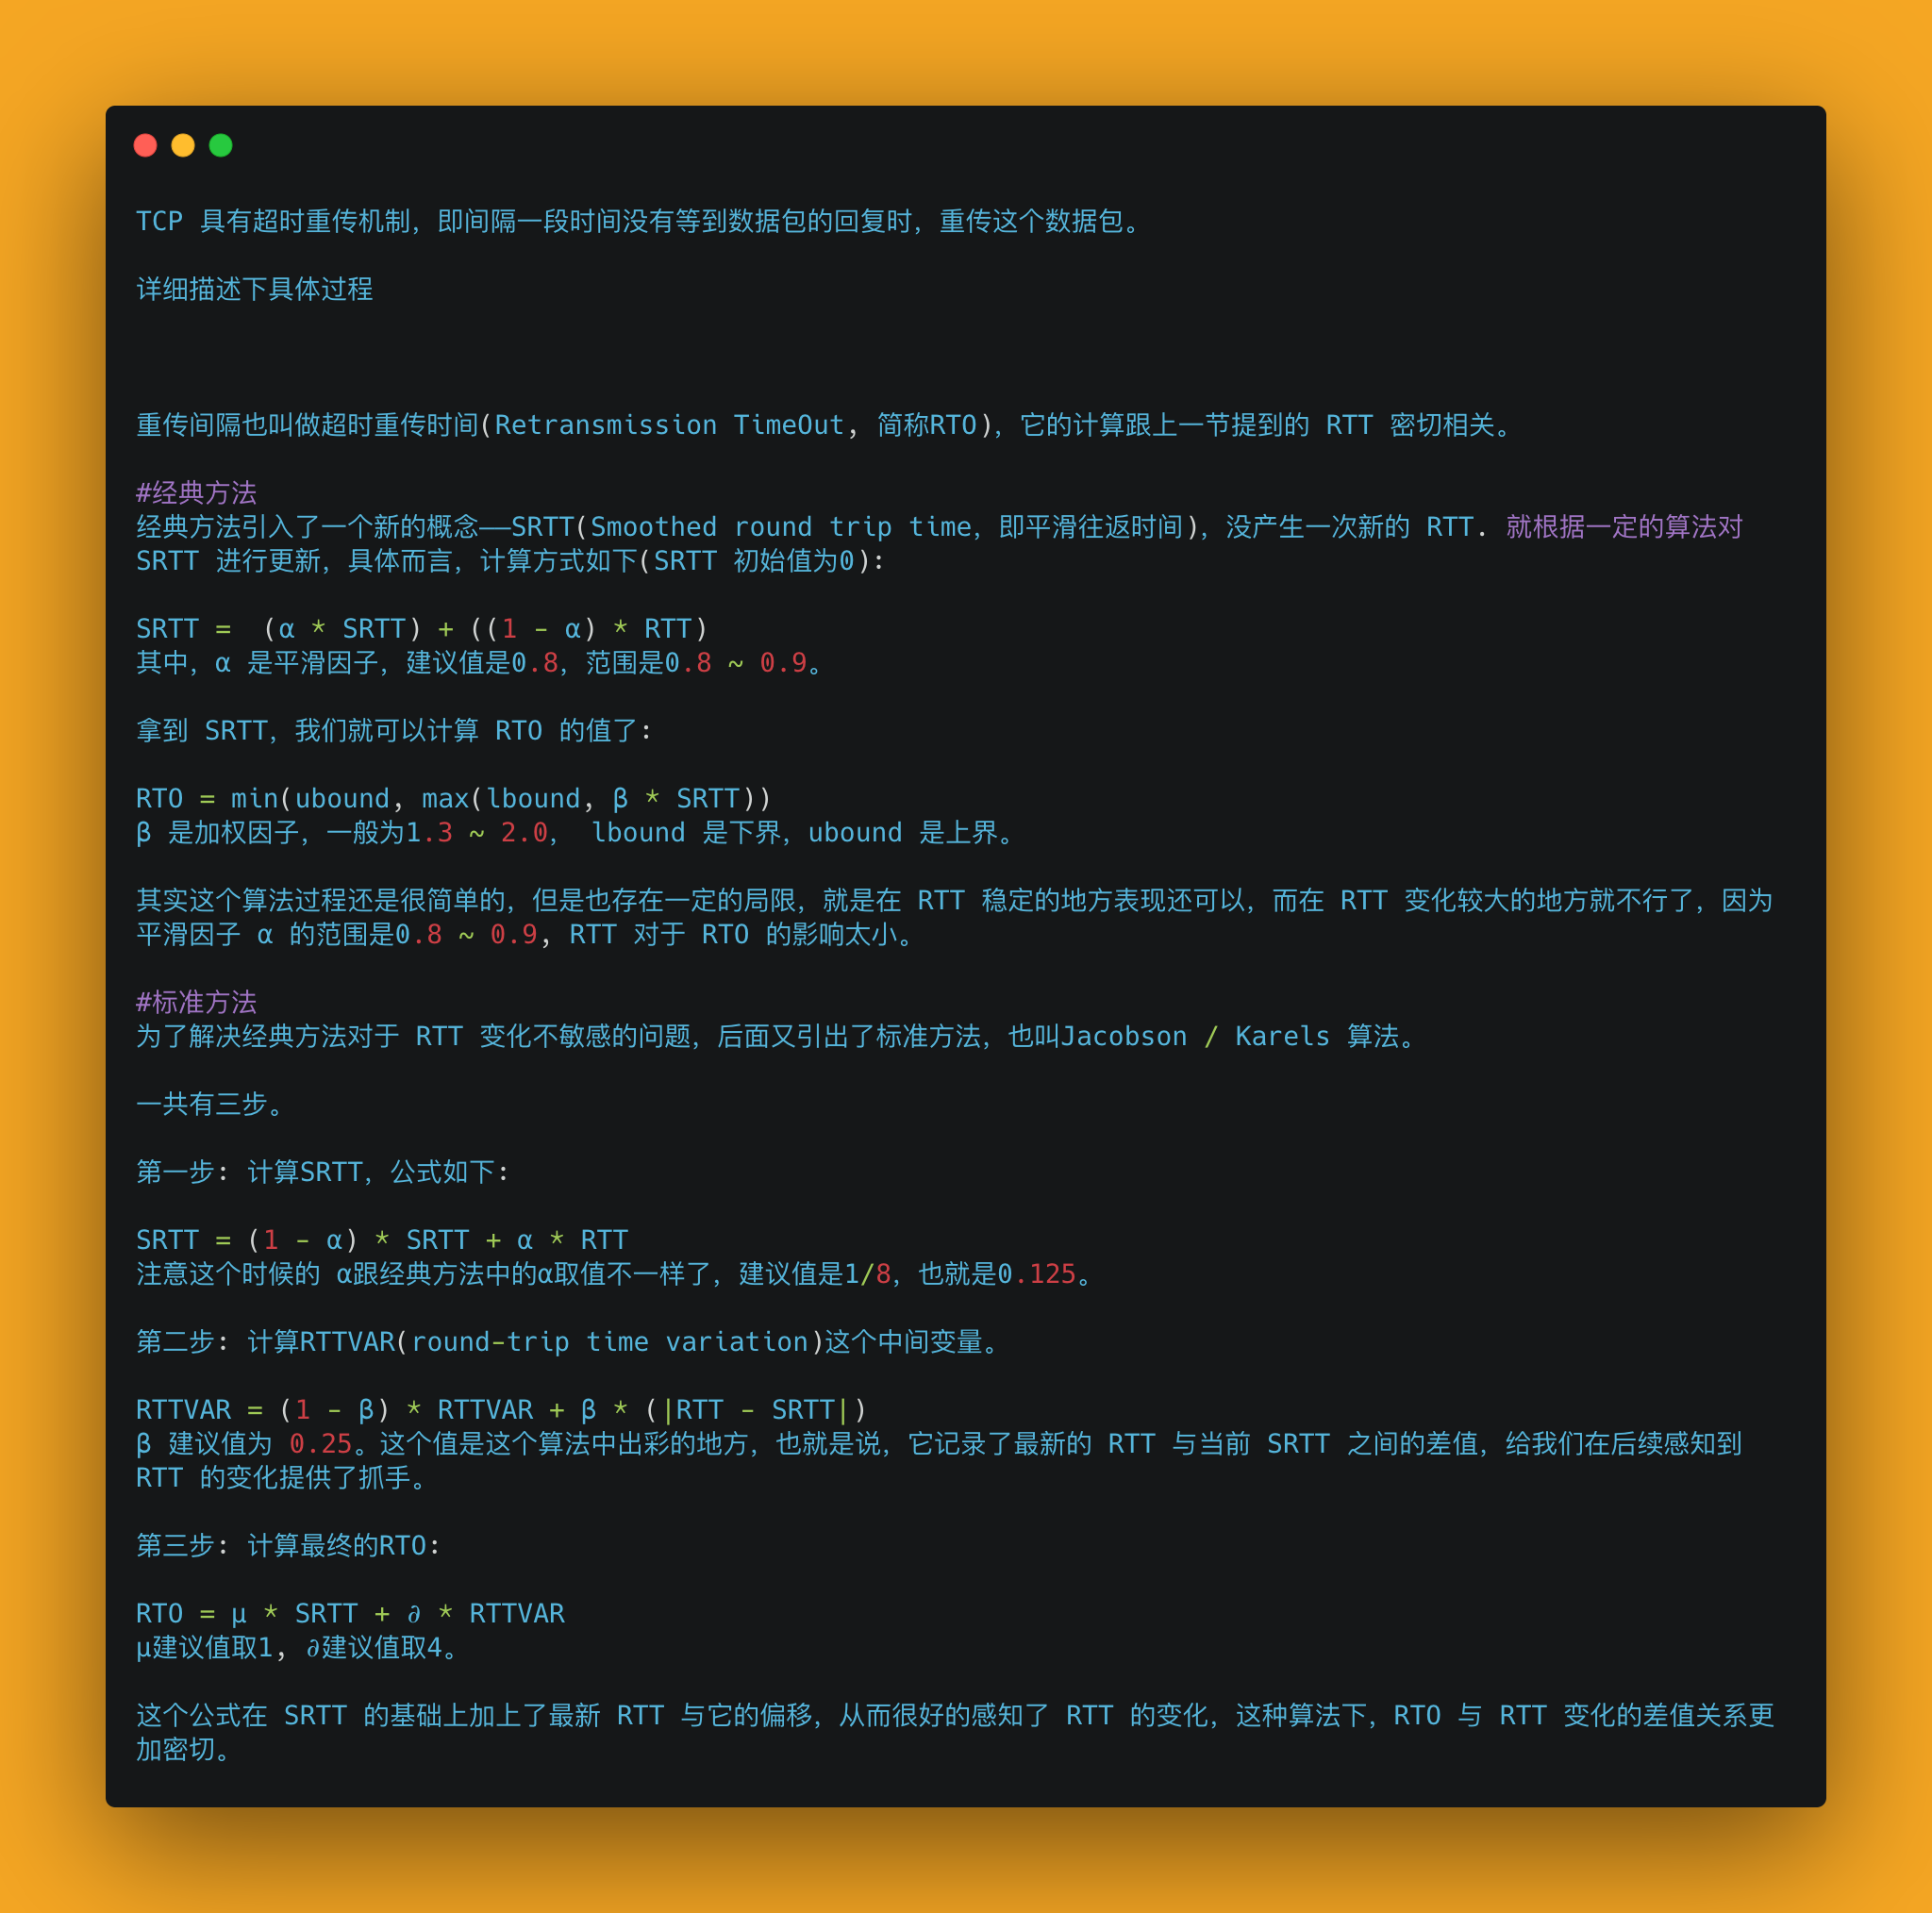 TCP 具有超时重传机制，即间隔一段时间没有等到数据包的回复时，重传这个数据包。
详细描述下具体过程
重传间隔也叫做超时重传时间(Retransmission TimeOut, 简称RTO)，它的计算跟上一节提到的 RTT 密切相关。
#经典方法
经典方法引入了一个新的概念——SRTT(Smoothed round trip time，即平滑往返时间)，没产生一次新的 RTT. 就根据一定的算法对
SRTT 进行更新，具体而言，计算方式如下(SRTT 初始值为0):
SRTT =  (α * SRTT) + ((1 - α) * RTT)
其中，α 是平滑因子，建议值是0.8，范围是0.8 ~ 0.9。
拿到 SRTT，我们就可以计算 RTO 的值了:
RTO = min(ubound, max(lbound, β * SRTT))
β 是加权因子，一般为1.3 ~ 2.0， lbound 是下界，ubound 是上界。
其实这个算法过程还是很简单的，但是也存在一定的局限，就是在 RTT 稳定的地方表现还可以，而在 RTT 变化较大的地方就不行了，因为
平滑因子 α 的范围是0.8 ~ 0.9, RTT 对于 RTO 的影响太小。
#标准方法
为了解决经典方法对于 RTT 变化不敏感的问题，后面又引出了标准方法，也叫Jacobson / Karels 算法。
一共有三步。
第一步: 计算SRTT，公式如下:
SRTT = (1 - α) * SRTT + α * RTT
注意这个时候的 α跟经典方法中的α取值不一样了，建议值是1/8，也就是0.125。
第二步: 计算RTTVAR(round-trip time variation)这个中间变量。
RTTVAR = (1 - β) * RTTVAR + β * (|RTT - SRTT|)
β 建议值为 0.25。这个值是这个算法中出彩的地方，也就是说，它记录了最新的 RTT 与当前 SRTT 之间的差值，给我们在后续感知到
RTT 的变化提供了抓手。
第三步: 计算最终的RTO:
RTO = µ * SRTT + ∂ * RTTVAR
µ建议值取1, ∂建议值取4。
这个公式在 SRTT 的基础上加上了最新 RTT 与它的偏移，从而很好的感知了 RTT 的变化，这种算法下，RTO 与 RTT 变化的差值关系更
加密切。